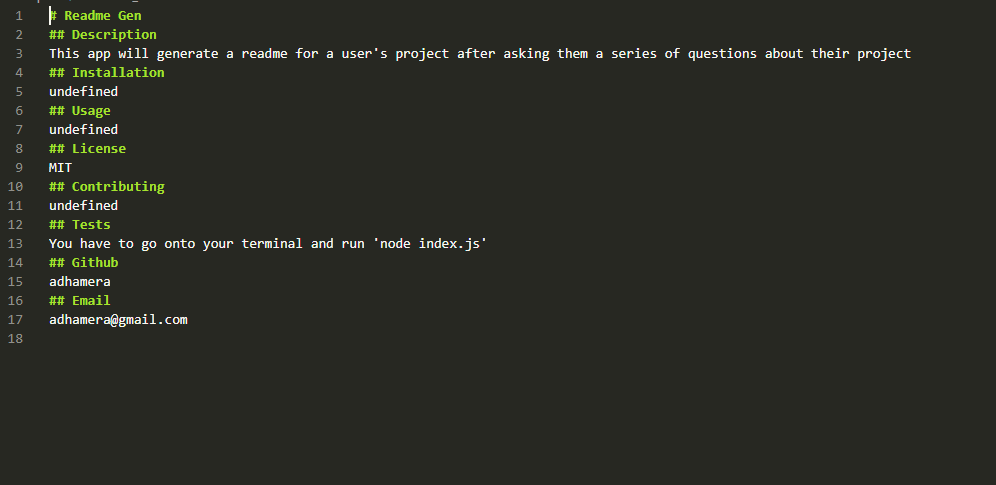 1 # Readme Gen
2 ## Description
3 This app will generate a readme for a user's project after asking them a series of questions about their project
4 ## Installation
5 undefined
6 ## Usage
7 undefined
8 ## License
9 MIT
10 ## Contributing
11 undefined
12 ## Tests
13 You have to go onto your terminal and run 'node index.js'
14 ## Github
15 adhamera
16 ## Email
17 adhamera@gmail.com
18